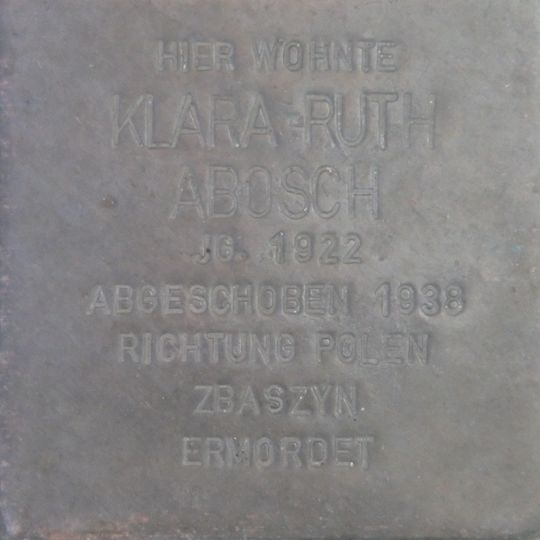 HIER WOHNTE
KLARA-RUTH
ABOSCH
JG. 1922
ABGESCHOBEN 1938
RICHTUNG POLEN
ZBASZYN
ERMORDET